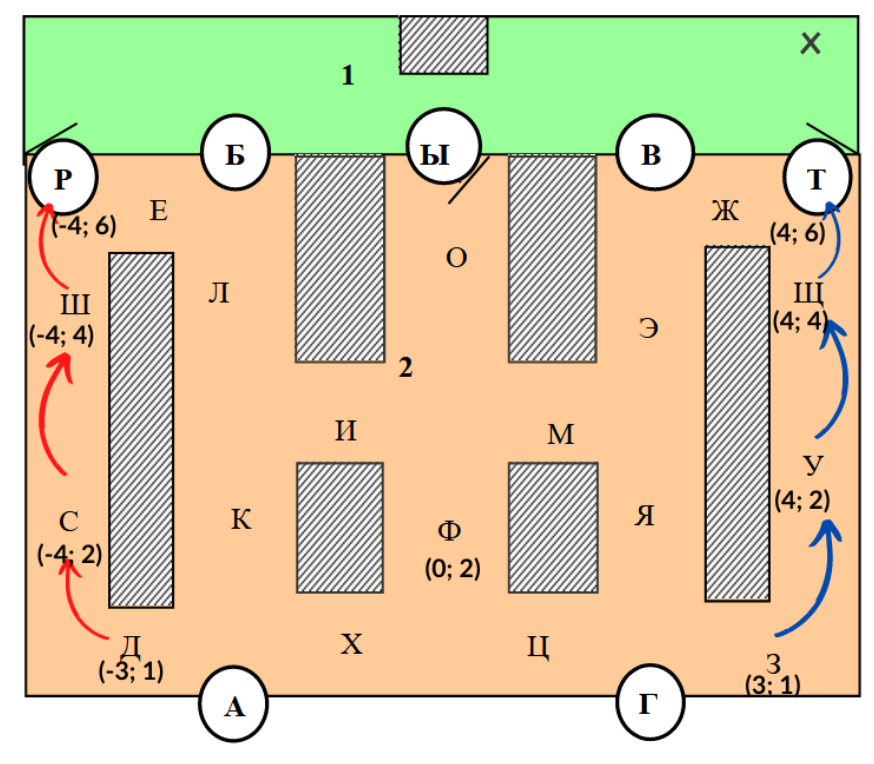 ×
1
Р Б Ы В Т
(-4; 6) Е Ж (4; 6)
О
Ш Л Щ
(-4; 4) Э (4; 4)
2
И М
У
С К Ф Я (4; 2)
(-4; 2) (0; 2)
Д Х Ц З
(-3; 1) (3; 1)
А Г